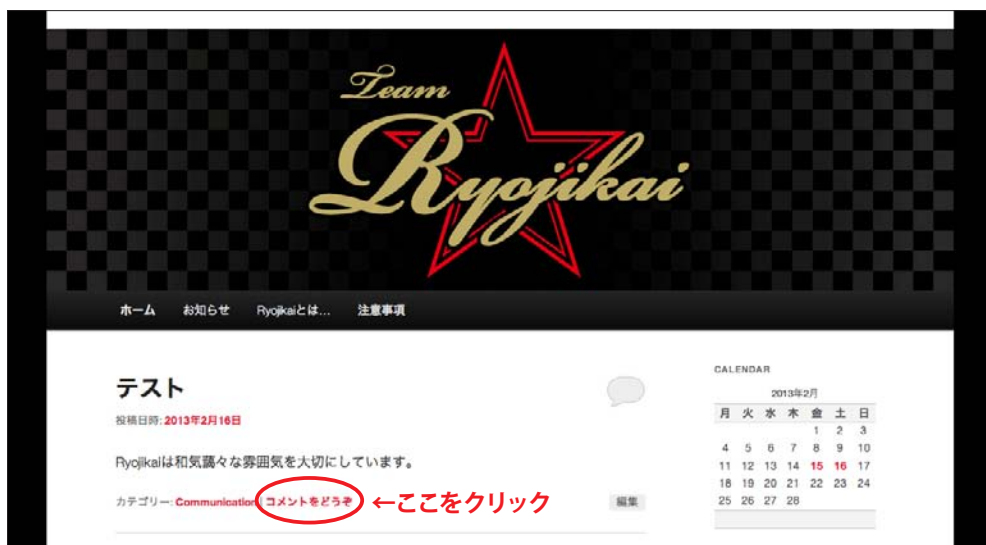 Team
Ryojikai
ホーム お知らせ Ryojikaiとは... 注意事項
テスト
投稿日時: 2013年2月16日
Ryojikaiは和気藹々な雰囲気を大切にしています。
カテゴリー: Communication | コメントをどうぞ ←ここをクリック 編集
CALENDAR
2013年2月
月 火 水 木 金 土 日
1 2 3
4 5 6 7 8 9 10
11 12 13 14 15 16 17
18 19 20 21 22 23 24
25 26 27 28